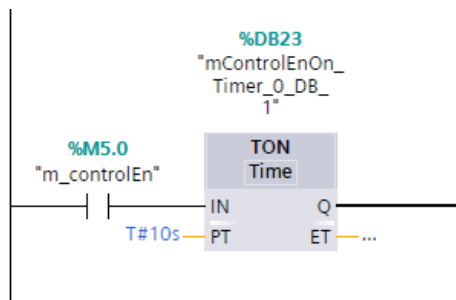 %DB23
"mControlEnOn_
Timer_0_DB_
1"
%M5.0
"m_controlEn"
TON
Time
IN
Q
T#10s
PT
ET
...